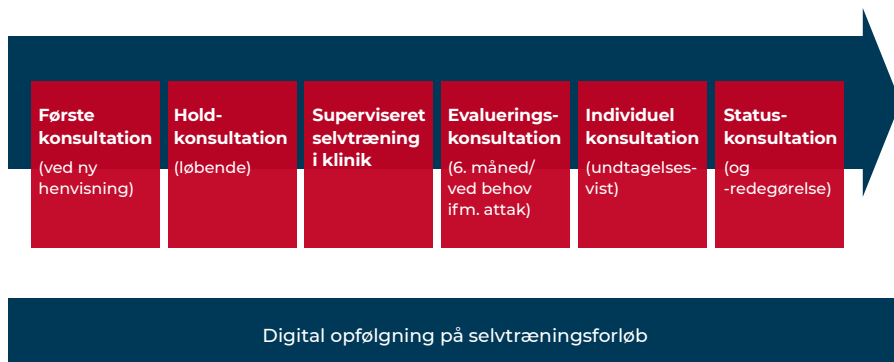 Første
konsultation
(ved ny
henvisning)
Hold-
konsultation
(løbende)
Superviseret
selvtræning
i klinik
Evaluerings-
konsultation
(6. måned/
ved behov
ifm. attak)
Individuel
konsultation
(undtagelses-
vist)
Status-
konsultation
(og
-redegørelse)
Digital opfølgning på selvtræningsforløb